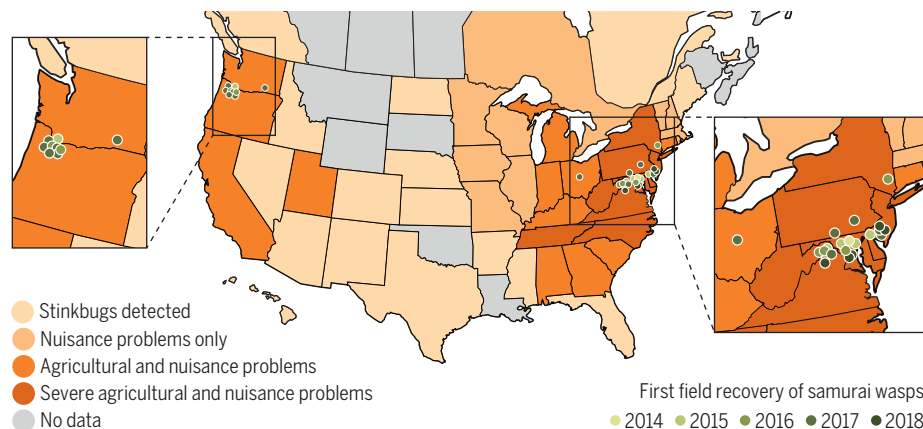 Stinkbugs detected
Nuisance problems only
Agricultural and nuisance problems
Severe agricultural and nuisance problems
No data
First field recovery of samurai wasps
2014 2015 2016 2017 2018